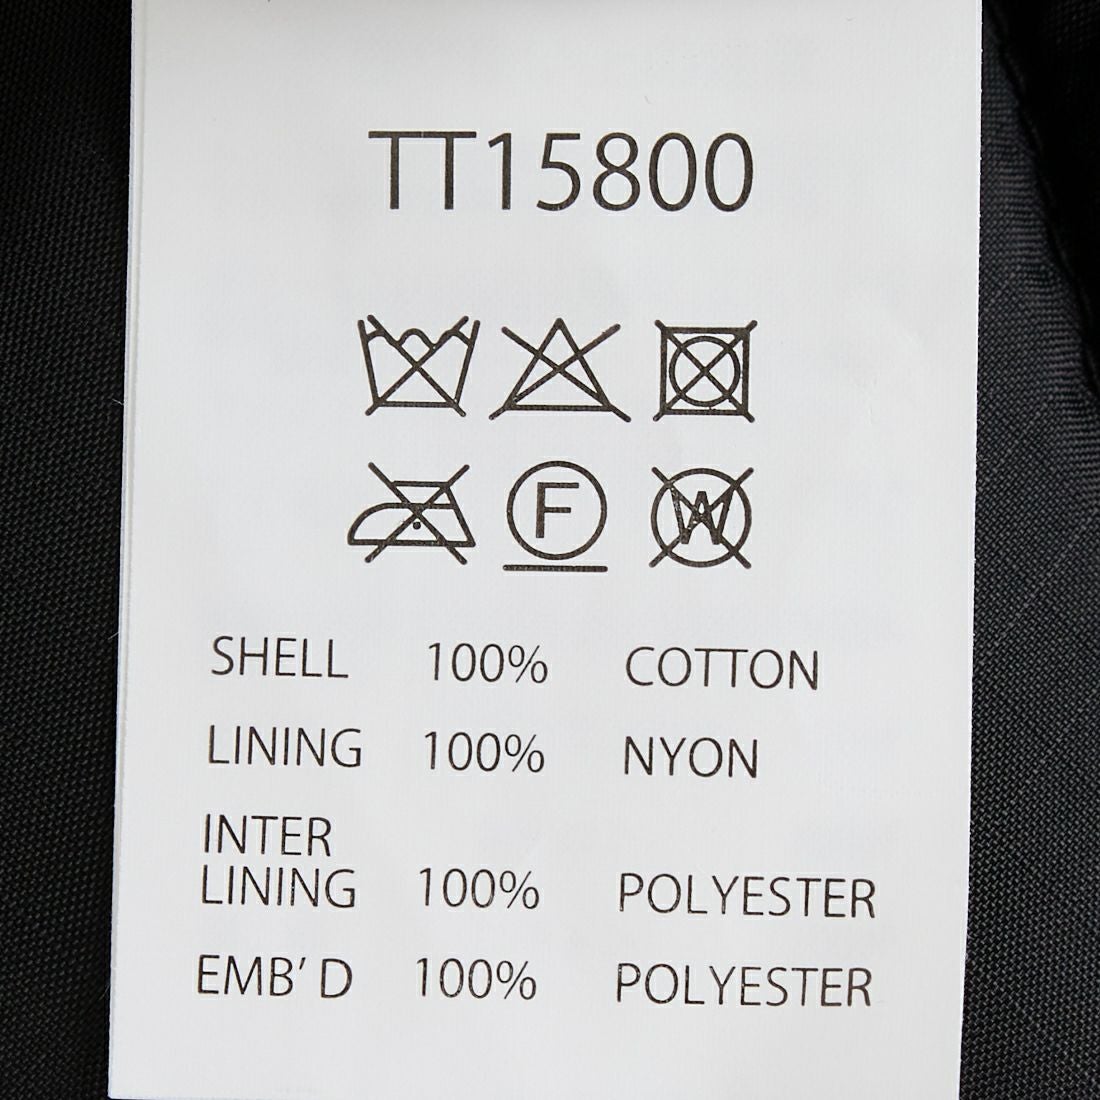 TT15800
F W
SHELL 100% COTTON
LINING 100% NYON
INTER
LINING 100% POLYESTER
EMB' D 100% POLYESTER